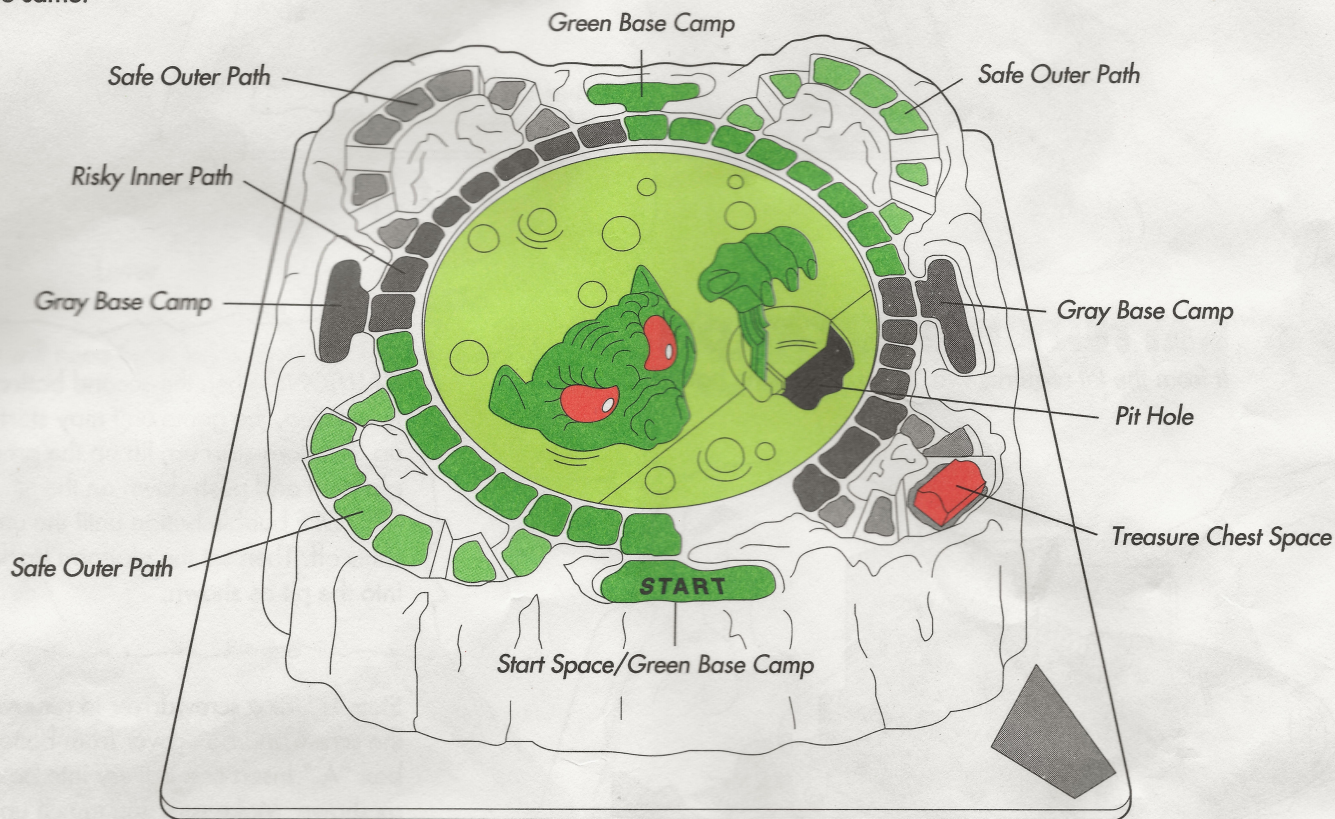 Green Base Camp
Safe Outer Path
Safe Outer Path
Risky Inner Path
Gray Base Camp
Gray Base Camp
Pit Hole
Treasure Chest Space
Safe Outer Path
START
Start Space/Green Base Camp